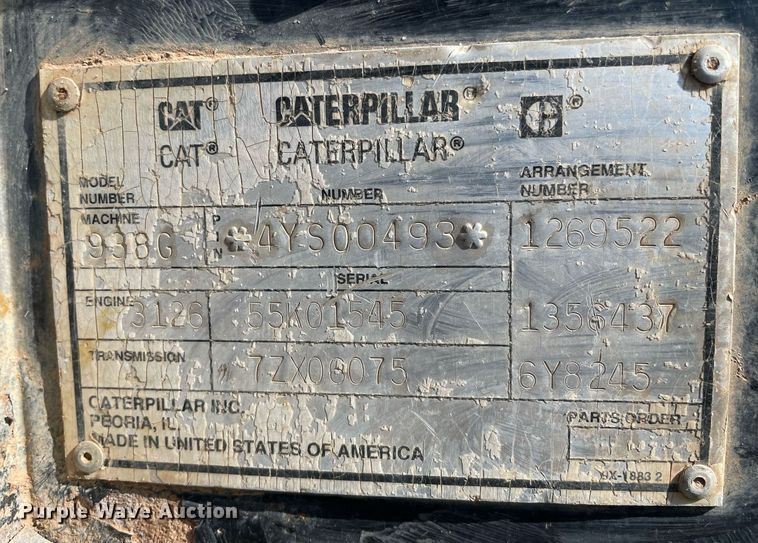 CAT® CATERPILLAR® ®
CAT® CATERPILLAR®
MODEL NUMBER NUMBER ARRANGEMENT NUMBER
MACHINE 938G PIN *4YS00493* 1269522
SERIAL
ENGINE 3126 55K01545 1356437
TRANSMISSION 7ZX06075 6Y8245
CATERPILLAR INC.
PEORIA, IL
MADE IN UNITED STATES OF AMERICA
PARTS ORDER
9X-1883 2
Purple Wave Auction